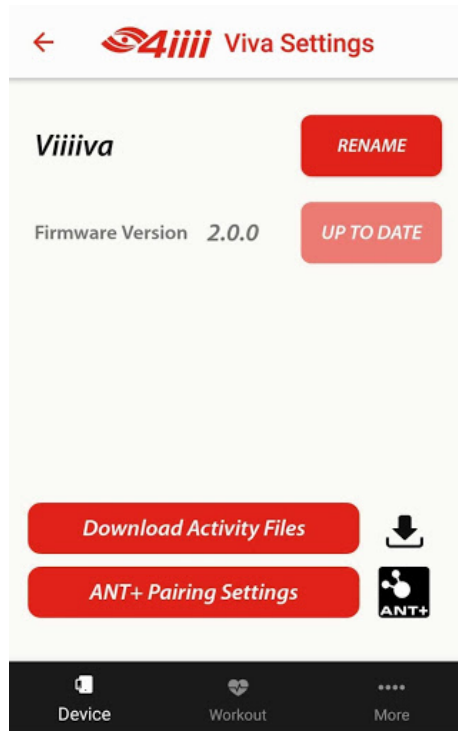 4iiii Viva Settings
Viiiiva
RENAME
Firmware Version 2.0.0
UP TO DATE
Download Activity Files
ANT+ Pairing Settings
ANT+
Device
Workout
More